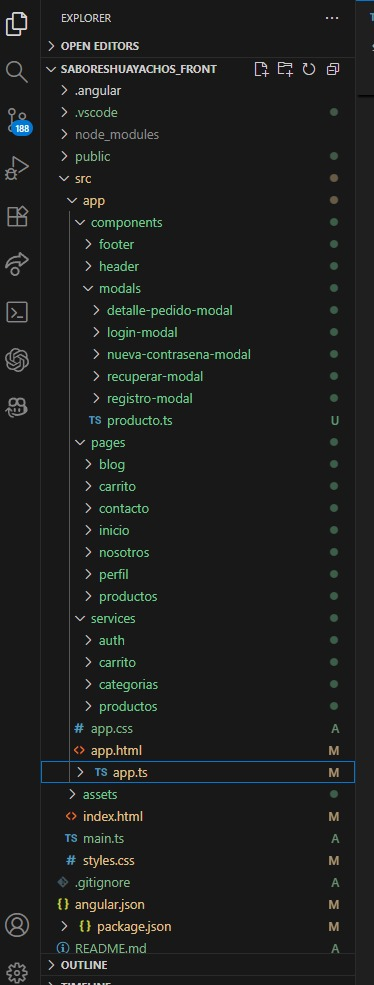 EXPLORER
OPEN EDITORS
SABORESHUAYACHOS_FRONT
.angular
.vscode
188
node_modules
public
src
app
components
footer
header
modals
detalle-pedido-modal
login-modal
nueva-contrasena-modal
recuperar-modal
registro-modal
TS producto.ts U
pages
blog
carrito
contacto
inicio
nosotros
perfil
productos
services
auth
carrito
categorias
productos
# app.css A
<> app.html M
TS app.ts M
assets
<> index.html M
TS main.ts A
# styles.css M
.gitignore A
{} angular.json M
{} package.json M
README.md M
OUTLINE
TIMELINE